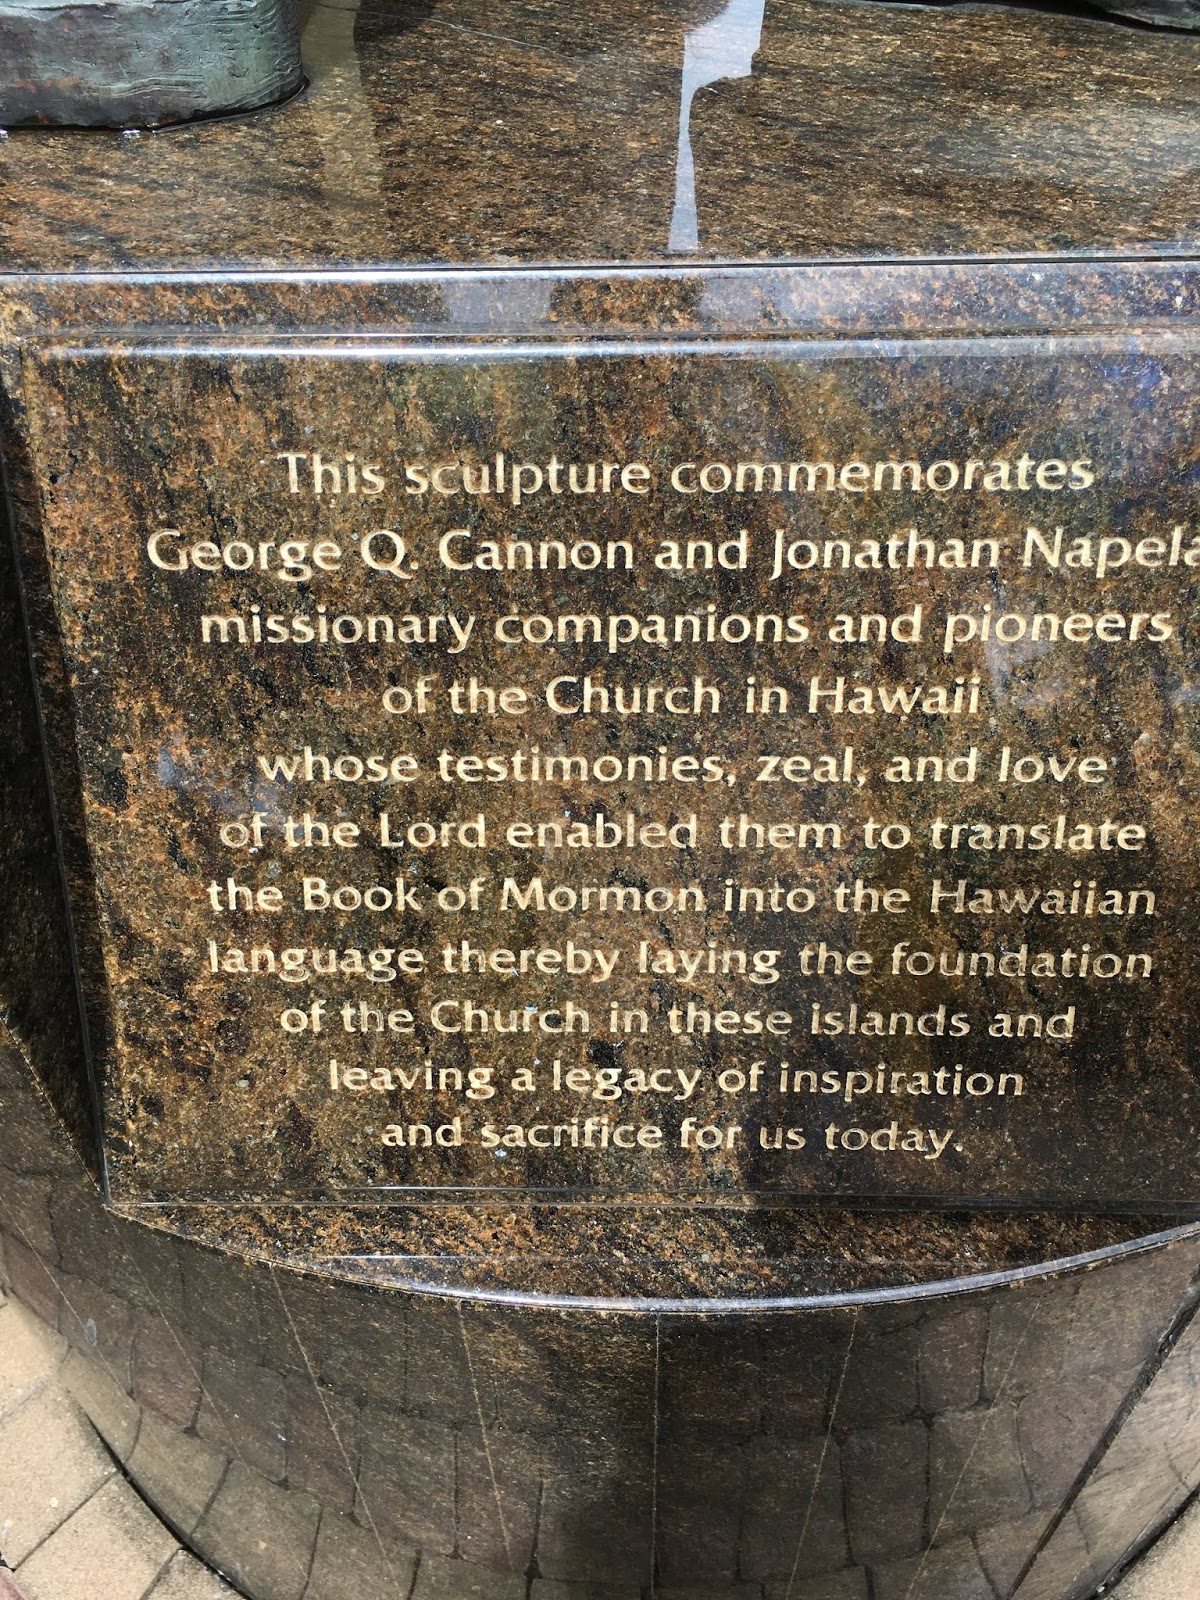 This sculpture commemorates
George Q. Cannon and Jonathan Napela
missionary companions and pioneers
of the Church in Hawaii
whose testimonies, zeal, and love
of the Lord enabled them to translate
the Book of Mormon into the Hawaiian
language thereby laying the foundation
of the Church in these islands and
leaving a legacy of inspiration
and sacrifice for us today.